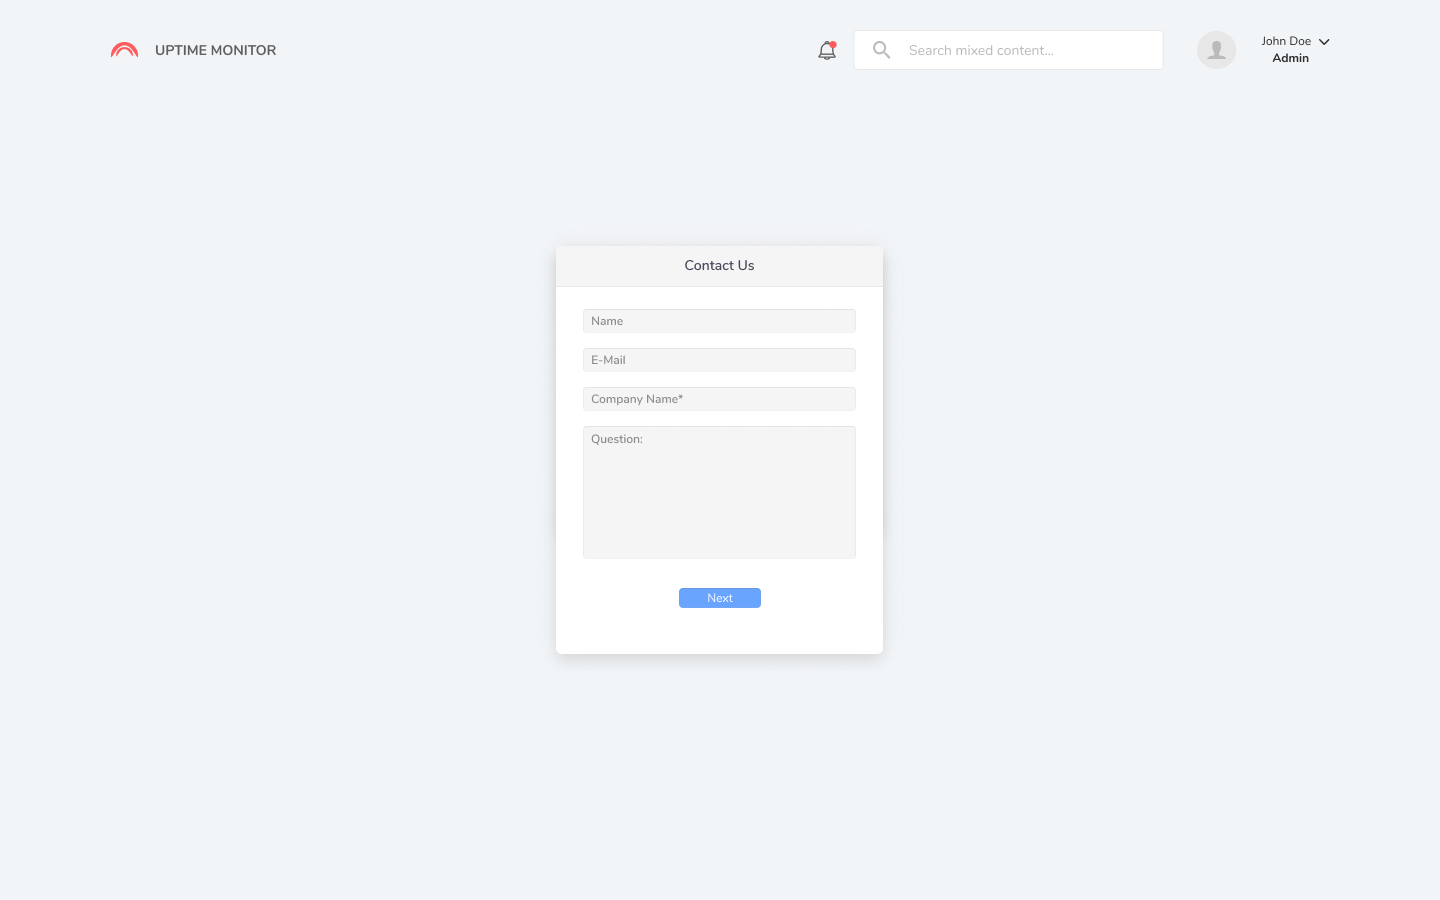 UPTIME MONITOR
Search mixed content...
John Doe
Admin
Contact Us
Name
E-Mail
Company Name*
Question:
Next